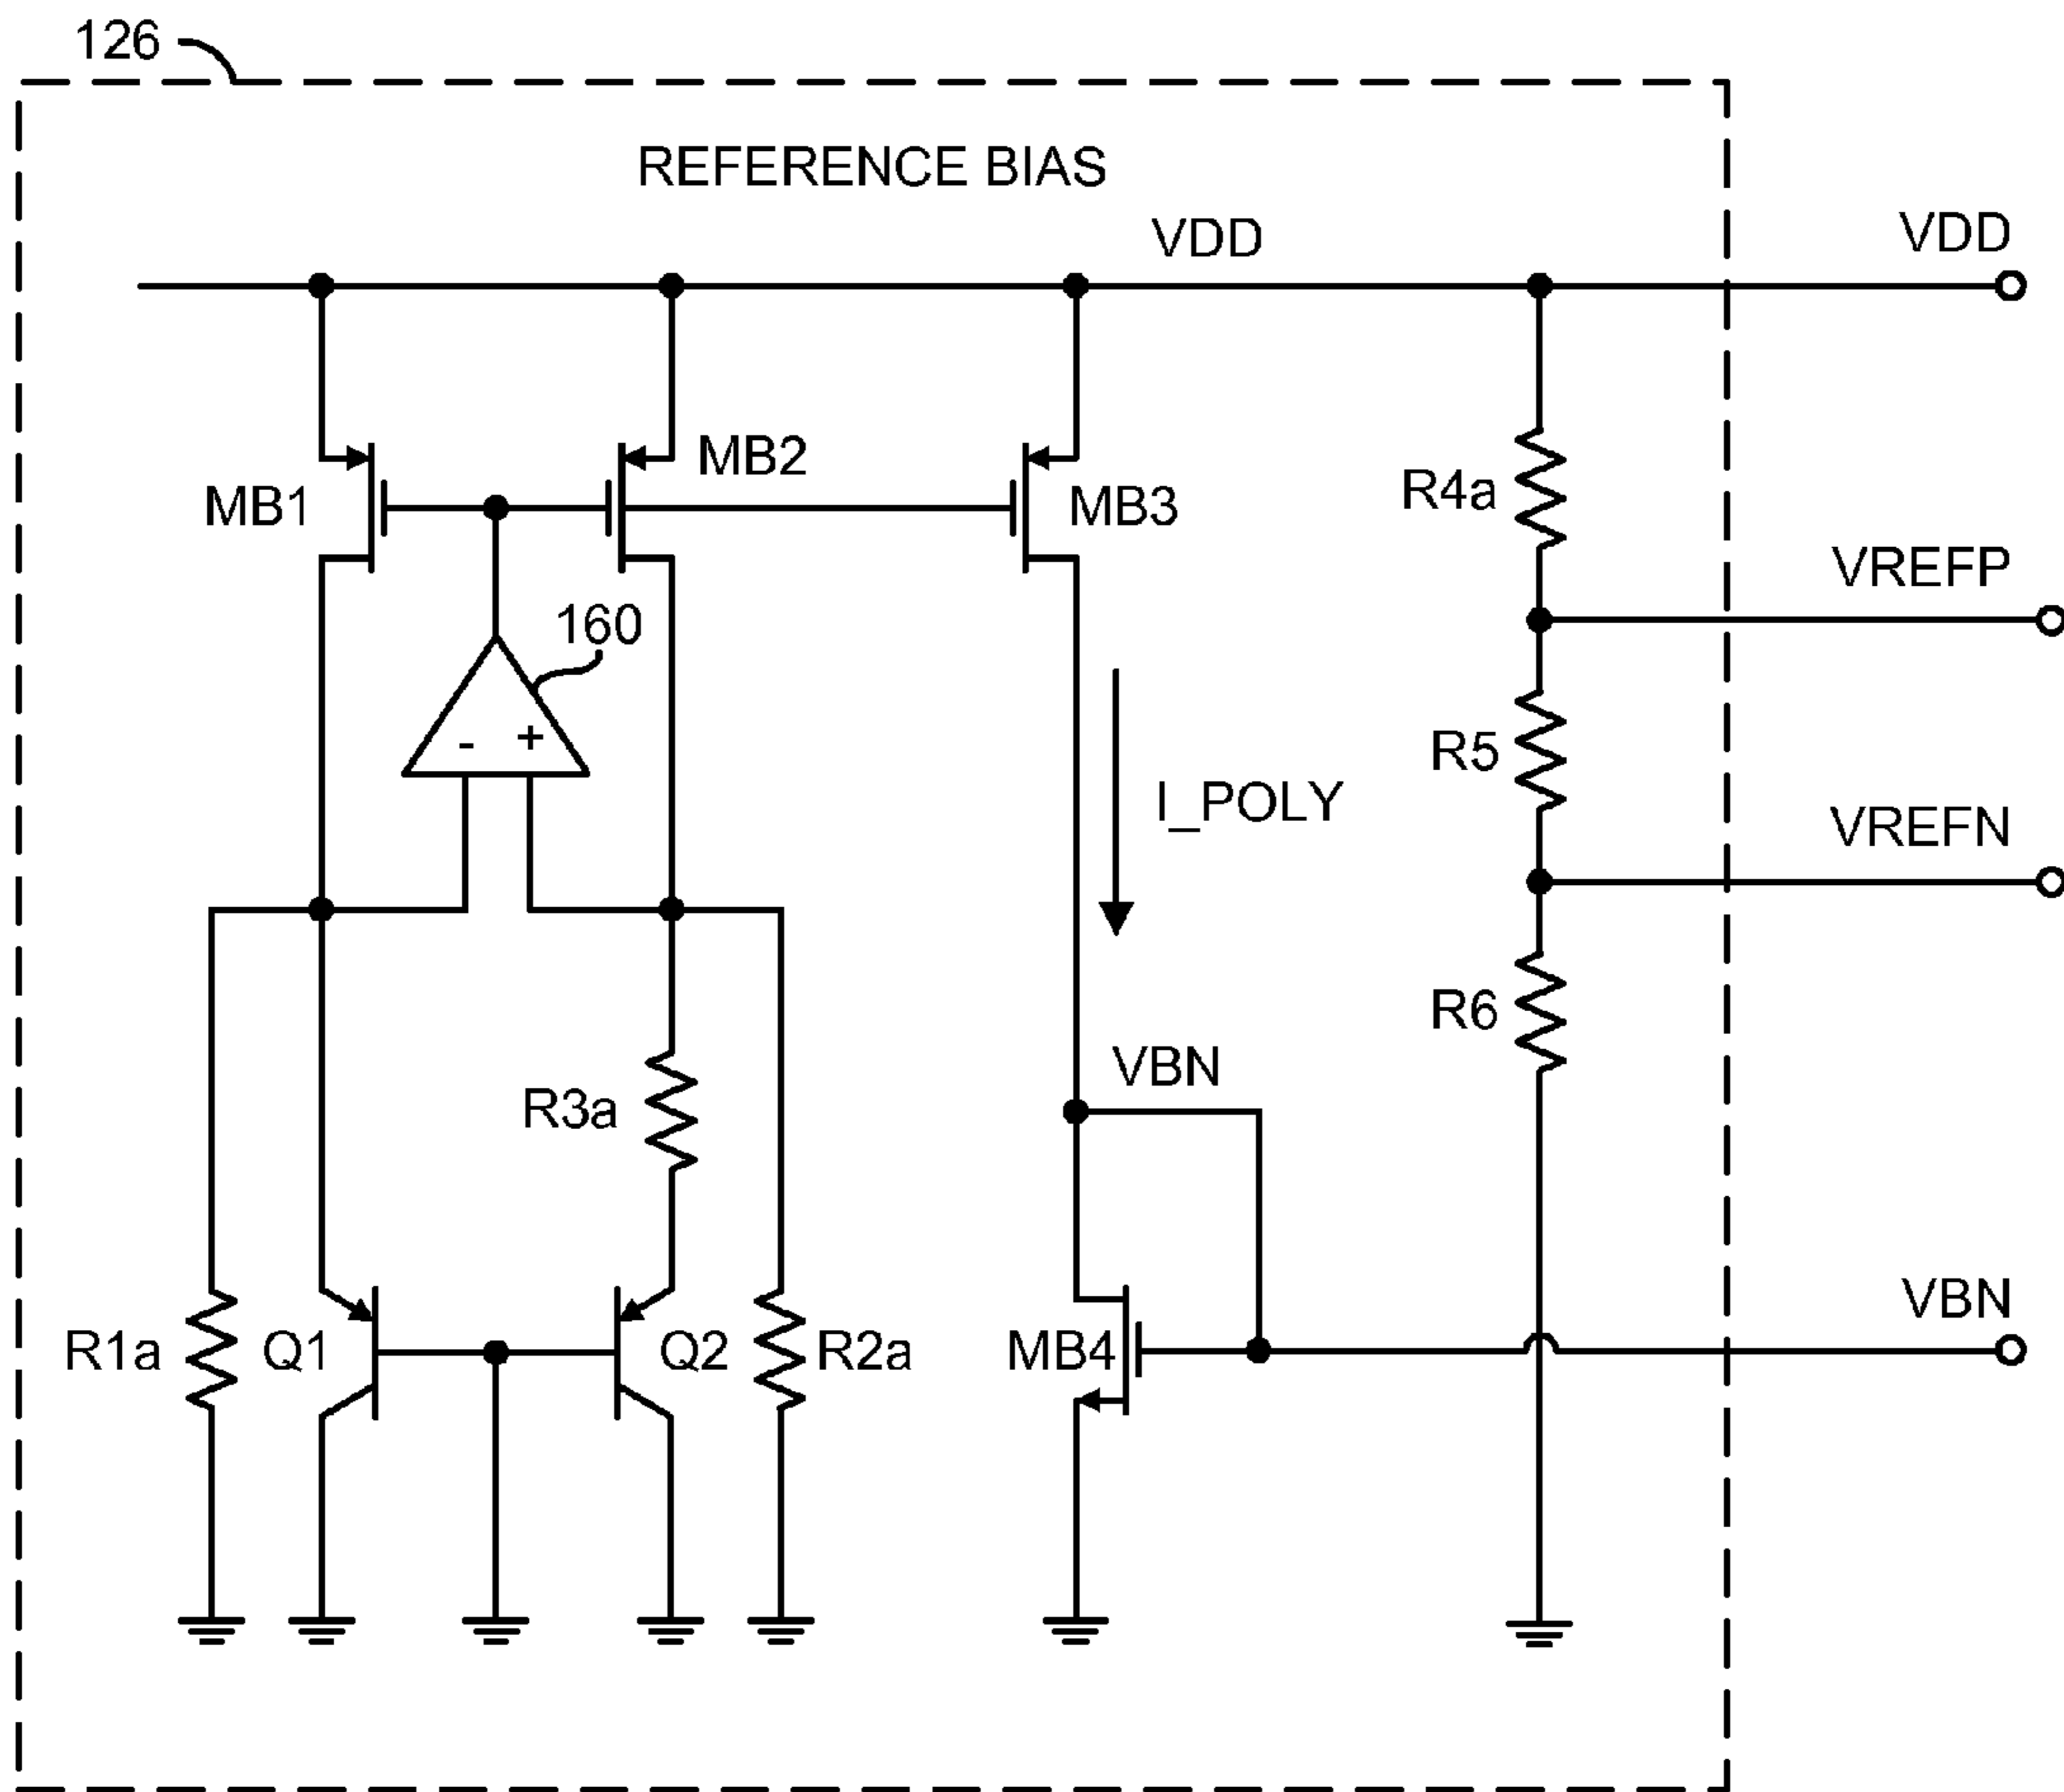 126
REFERENCE BIAS
VDD
VDD
MB1
MB2
MB3
R4a
VREFP
160
- +
R5
I_POLY
VREFN
R6
VBN
R3a
VBN
R1a
Q1
Q2
R2a
MB4